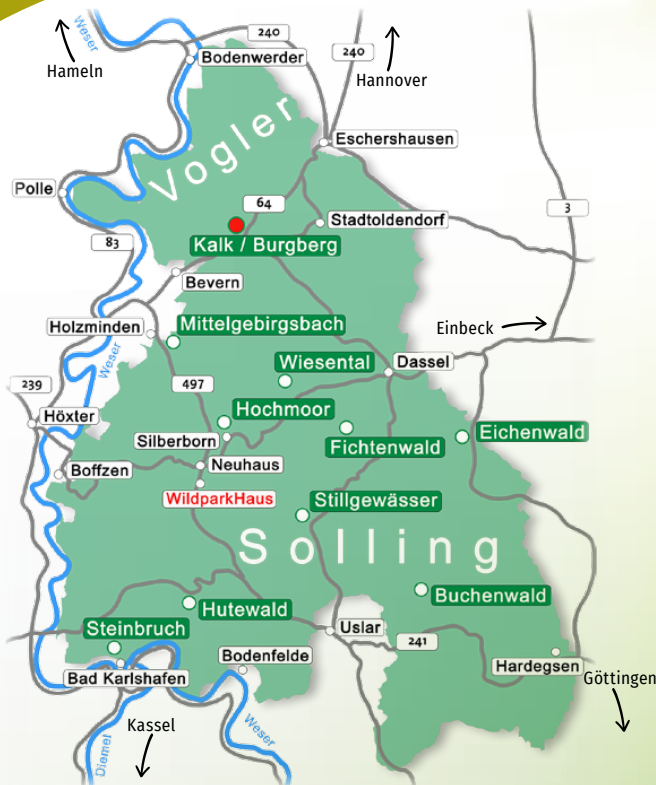 Weser
240
240
Hameln
Bodenwerder
Hannover
Vogler
Eschershausen
Polle
64
3
Stadtoldendorf
83
Kalk / Burgberg
Bevern
Holzminden
Mittelgebirgsbach
Einbeck
Weser
Wiesental
Dassel
239
497
Höxter
Hochmoor
Silberborn
Fichtenwald
Eichenwald
Boffzen
Neuhaus
WildparkHaus
Stillgewässer
Solling
Buchenwald
Hutewald
Steinbruch
Uslar
241
Bodenfelde
Hardegsen
Bad Karlshafen
Göttingen
Kassel
Weser
Diemel